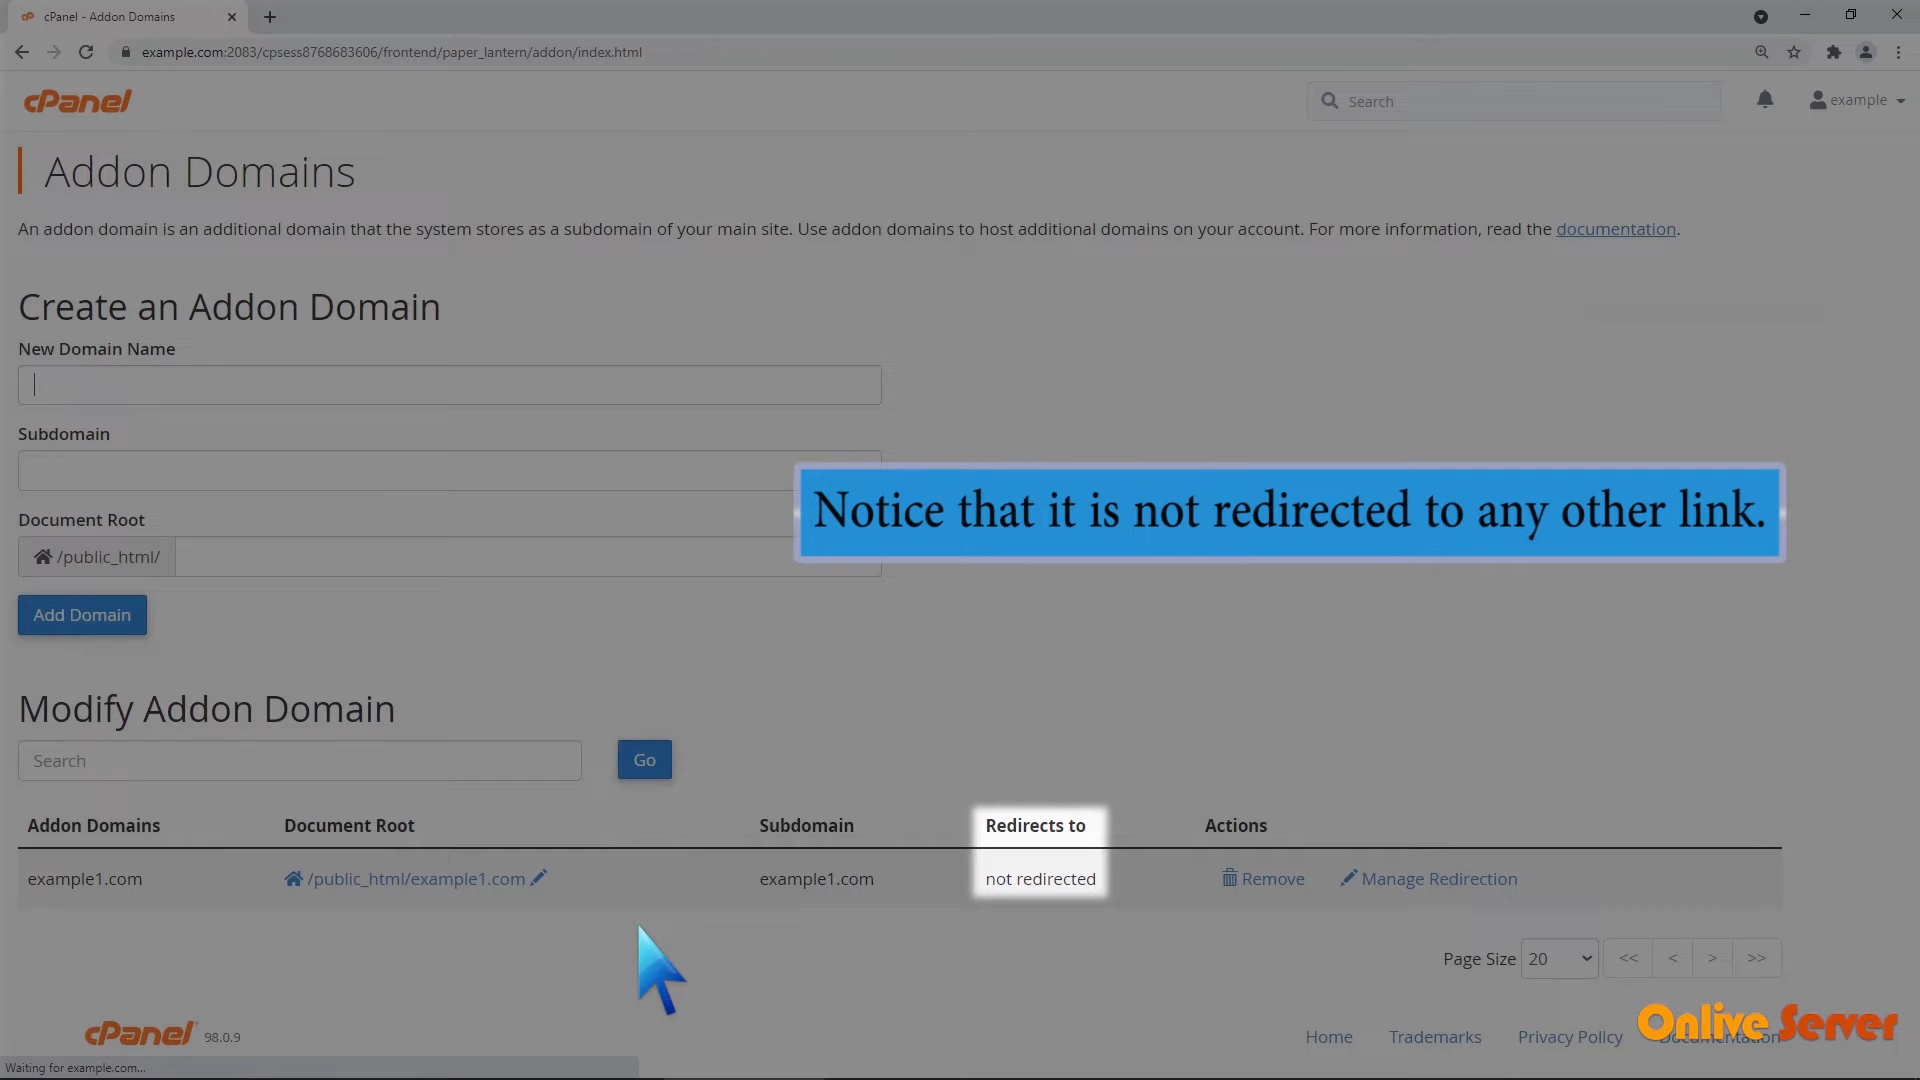 cPanel - Addon Domains
example.com:2083/cpsess8768683606/frontend/paper_lantern/addon/index.html
cPanel
Search
example
Addon Domains
An addon domain is an additional domain that the system stores as a subdomain of your main site. Use addon domains to host additional domains on your account. For more information, read the documentation.
Create an Addon Domain
New Domain Name
Subdomain
Notice that it is not redirected to any other link.
Document Root
/public_html/
Add Domain
Modify Addon Domain
Search
Go
Addon Domains Document Root Subdomain Redirects to Actions
example1.com /public_html/example1.com example1.com not redirected Remove Manage Redirection
Page Size 20 << < > >>
cPanel 98.0.9 Home Trademarks Privacy Policy Documentation
Onlive Server
Waiting for example.com...